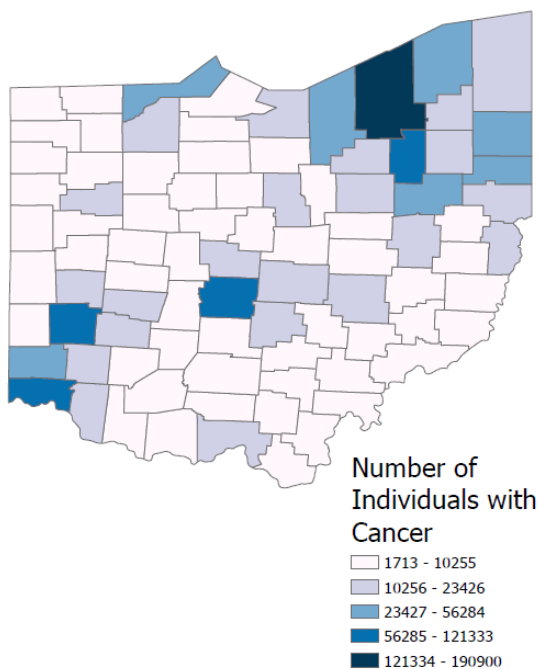 Number of
Individuals with
Cancer
1713 - 10255
10256 - 23426
23427 - 56284
56285 - 121333
121334 - 190900